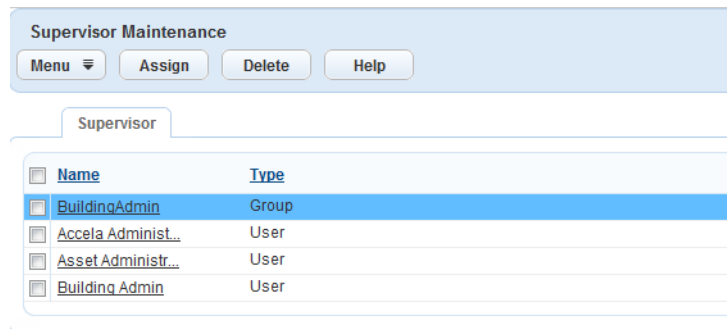 Supervisor Maintenance
Menu Assign Delete Help
Supervisor
Name Type
BuildingAdmin Group
Accela Administ... User
Asset Administr... User
Building Admin User